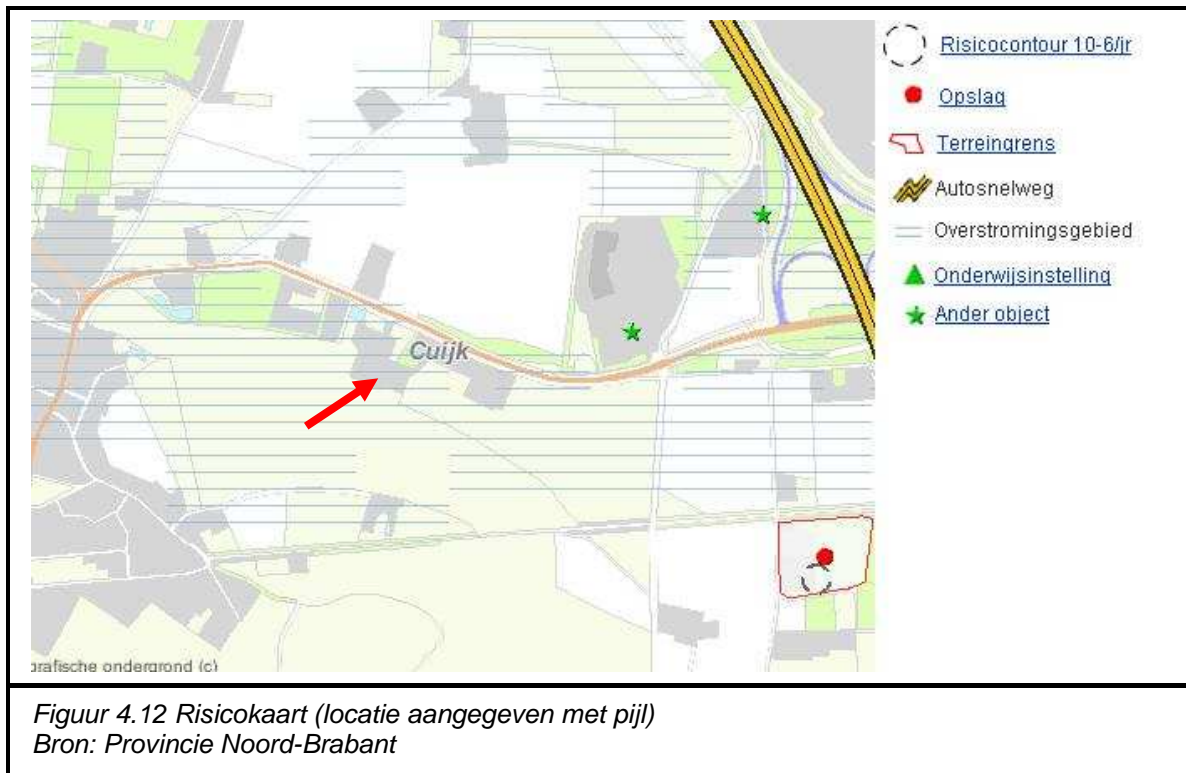 Cuijk
grafische ondergrond (c)
Risicocontour 10-6/jr
Opslag
Terreingrens
Autosnelweg
Overstromingsgebied
Onderwijsinstelling
Ander object
Figuur 4.12 Risicokaart (locatie aangegeven met pijl)
Bron: Provincie Noord-Brabant